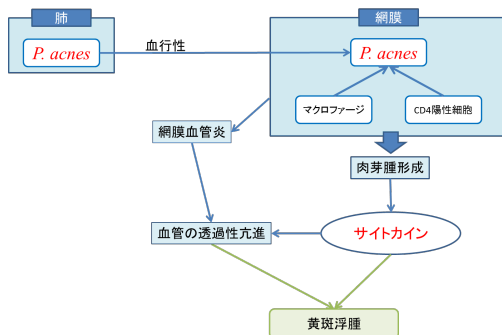 肺
網膜
P. acnes
血行性
P. acnes
マクロファージ
CD4陽性細胞
網膜血管炎
肉芽腫形成
血管の透過性亢進
サイトカイン
黄斑浮腫